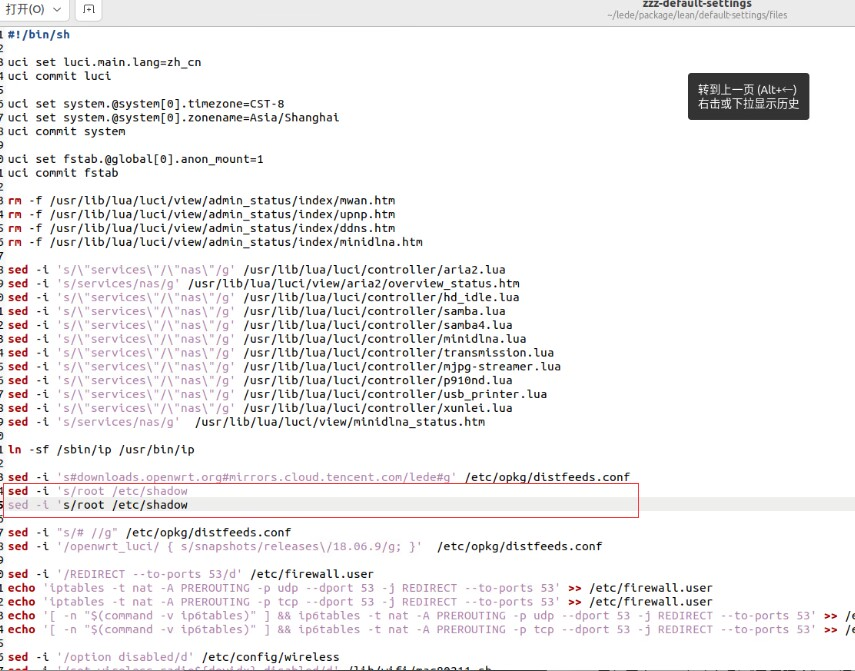 打开(O)
zzz-default-settings
~/lede/package/lean/default-settings/files
转到上一页 (Alt+←)
右击或下拉显示历史
#!/bin/sh
uci set luci.main.lang=zh_cn
uci commit luci
uci set system.@system[0].timezone=CST-8
uci set system.@system[0].zonename=Asia/Shanghai
uci commit system
uci set fstab.@global[0].anon_mount=1
uci commit fstab
rm -f /usr/lib/lua/luci/view/admin_status/index/mwan.htm
rm -f /usr/lib/lua/luci/view/admin_status/index/upnp.htm
rm -f /usr/lib/lua/luci/view/admin_status/index/ddns.htm
rm -f /usr/lib/lua/luci/view/admin_status/index/minidlna.htm
sed -i 's/\"services\"/\"nas\"/g' /usr/lib/lua/luci/controller/aria2.lua
sed -i 's/services/nas/g' /usr/lib/lua/luci/view/aria2/overview_status.htm
sed -i 's/\"services\"/\"nas\"/g' /usr/lib/lua/luci/controller/hd_idle.lua
sed -i 's/\"services\"/\"nas\"/g' /usr/lib/lua/luci/controller/samba.lua
sed -i 's/\"services\"/\"nas\"/g' /usr/lib/lua/luci/controller/samba4.lua
sed -i 's/\"services\"/\"nas\"/g' /usr/lib/lua/luci/controller/minidlna.lua
sed -i 's/\"services\"/\"nas\"/g' /usr/lib/lua/luci/controller/transmission.lua
sed -i 's/\"services\"/\"nas\"/g' /usr/lib/lua/luci/controller/mjpg-streamer.lua
sed -i 's/\"services\"/\"nas\"/g' /usr/lib/lua/luci/controller/p910nd.lua
sed -i 's/\"services\"/\"nas\"/g' /usr/lib/lua/luci/controller/usb_printer.lua
sed -i 's/\"services\"/\"nas\"/g' /usr/lib/lua/luci/controller/xunlei.lua
sed -i 's/services/nas/g'  /usr/lib/lua/luci/view/minidlna_status.htm
ln -sf /sbin/ip /usr/bin/ip
sed -i 's#downloads.openwrt.org#mirrors.cloud.tencent.com/lede#g' /etc/opkg/distfeeds.conf
sed -i 's/root /etc/shadow
sed -i 's/root /etc/shadow
sed -i "s/# //g" /etc/opkg/distfeeds.conf
sed -i '/openwrt_luci/ { s/snapshots/releases\/18.06.9/g; }'  /etc/opkg/distfeeds.conf
sed -i '/REDIRECT --to-ports 53/d' /etc/firewall.user
echo 'iptables -t nat -A PREROUTING -p udp --dport 53 -j REDIRECT --to-ports 53' >> /etc/firewall.user
echo 'iptables -t nat -A PREROUTING -p tcp --dport 53 -j REDIRECT --to-ports 53' >> /etc/firewall.user
echo '[ -n "$(command -v ip6tables)" ] && ip6tables -t nat -A PREROUTING -p udp --dport 53 -j REDIRECT --to-ports 53' >>
echo '[ -n "$(command -v ip6tables)" ] && ip6tables -t nat -A PREROUTING -p tcp --dport 53 -j REDIRECT --to-ports 53' >>
sed -i '/option disabled/d' /etc/config/wireless